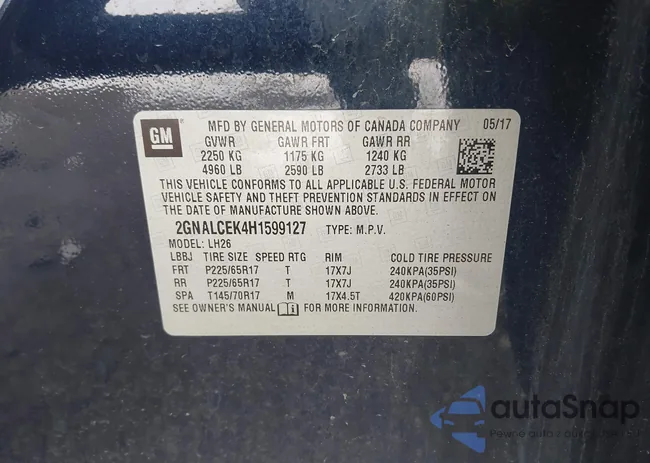 GM MFD BY GENERAL MOTORS OF CANADA COMPANY 05/17
GVWR GAWR FRT GAWR RR
2250 KG 1175 KG 1240 KG
4960 LB 2590 LB 2733 LB
THIS VEHICLE CONFORMS TO ALL APPLICABLE U.S. FEDERAL MOTOR
VEHICLE SAFETY AND THEFT PREVENTION STANDARDS IN EFFECT ON
THE DATE OF MANUFACTURE SHOWN ABOVE.
2GNALCEK4H1599127 TYPE: M.P.V.
MODEL: LH26
LBBJ TIRE SIZE SPEED RTG RIM COLD TIRE PRESSURE
FRT P225/65R17 T 17X7J 240KPA(35PSI)
RR P225/65R17 T 17X7J 240KPA(35PSI)
SPA T145/70R17 M 17X4.5T 420KPA(60PSI)
SEE OWNER'S MANUAL FOR MORE INFORMATION
autoSnap
Pewne auto z USA